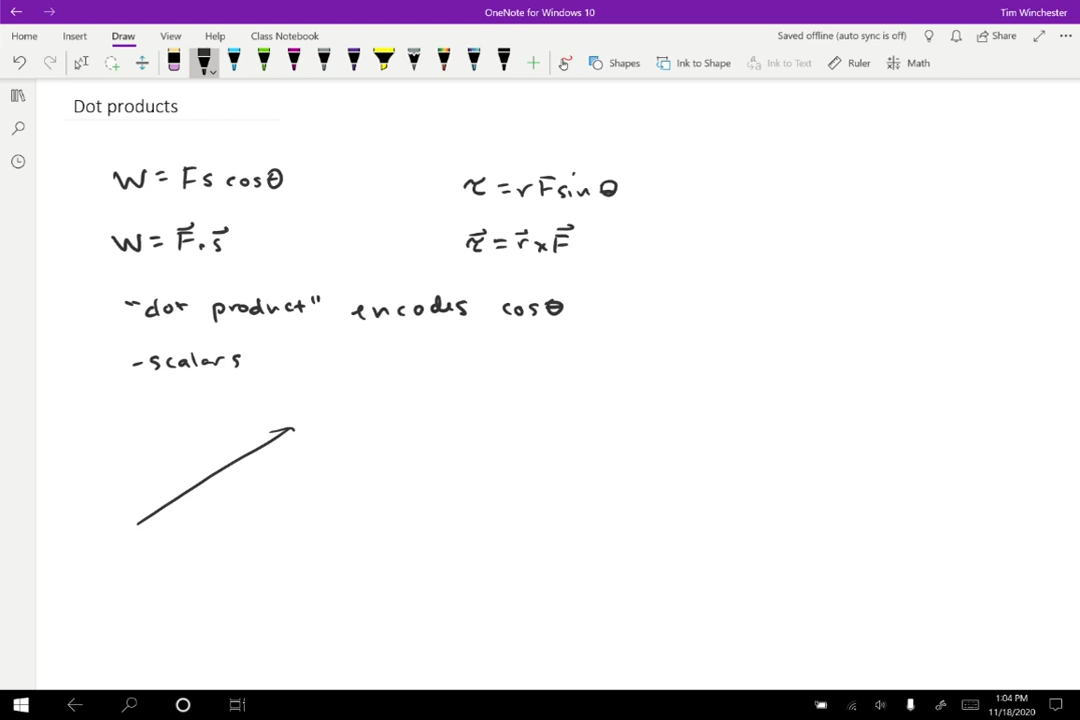 OneNote for Windows 10
Tim Winchester
Home Insert Draw View Help Class Notebook
Saved offline (auto sync is off) Share
Shapes Ink to Shape Ink to Text Ruler Math
Dot products
W = Fs cosθ
τ = rF sin θ
W = F⃗ . s⃗
τ⃗ = r⃗ x F⃗
"dot product" encodes cosθ
- scalars
1:04 PM
11/18/2020